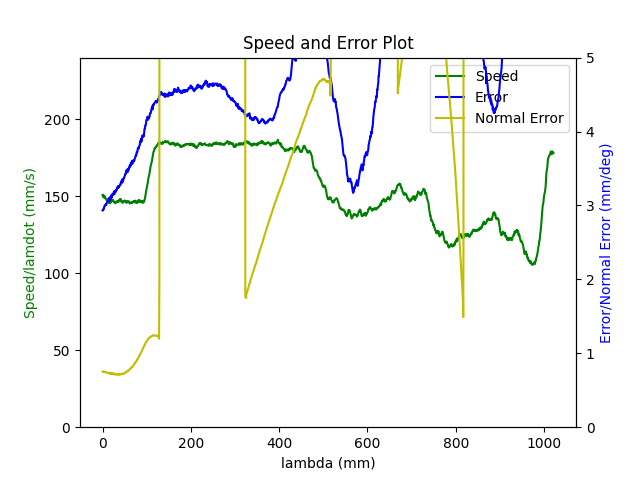 Speed and Error Plot
Speed
Error
Normal Error
Speed/lamdot (mm/s)
0
50
100
150
200
Error/Normal Error (mm/deg)
0
1
2
3
4
5
0
200
400
600
800
1000
lambda (mm)